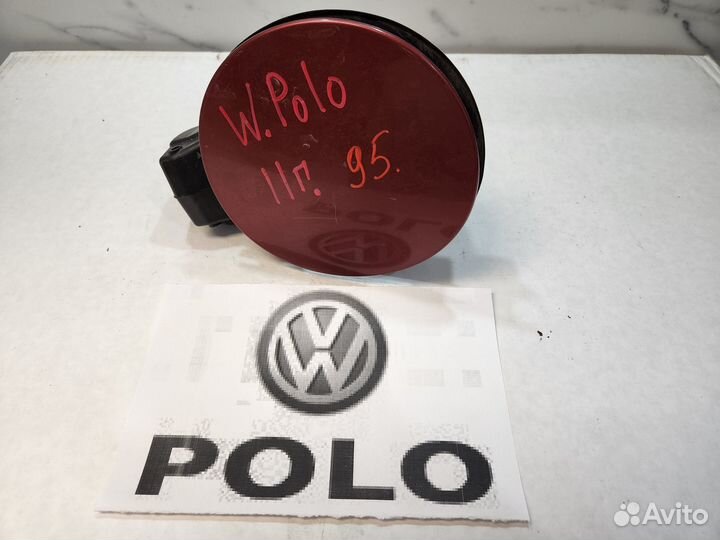 W.Polo
11г. 95.
POLO
Avito